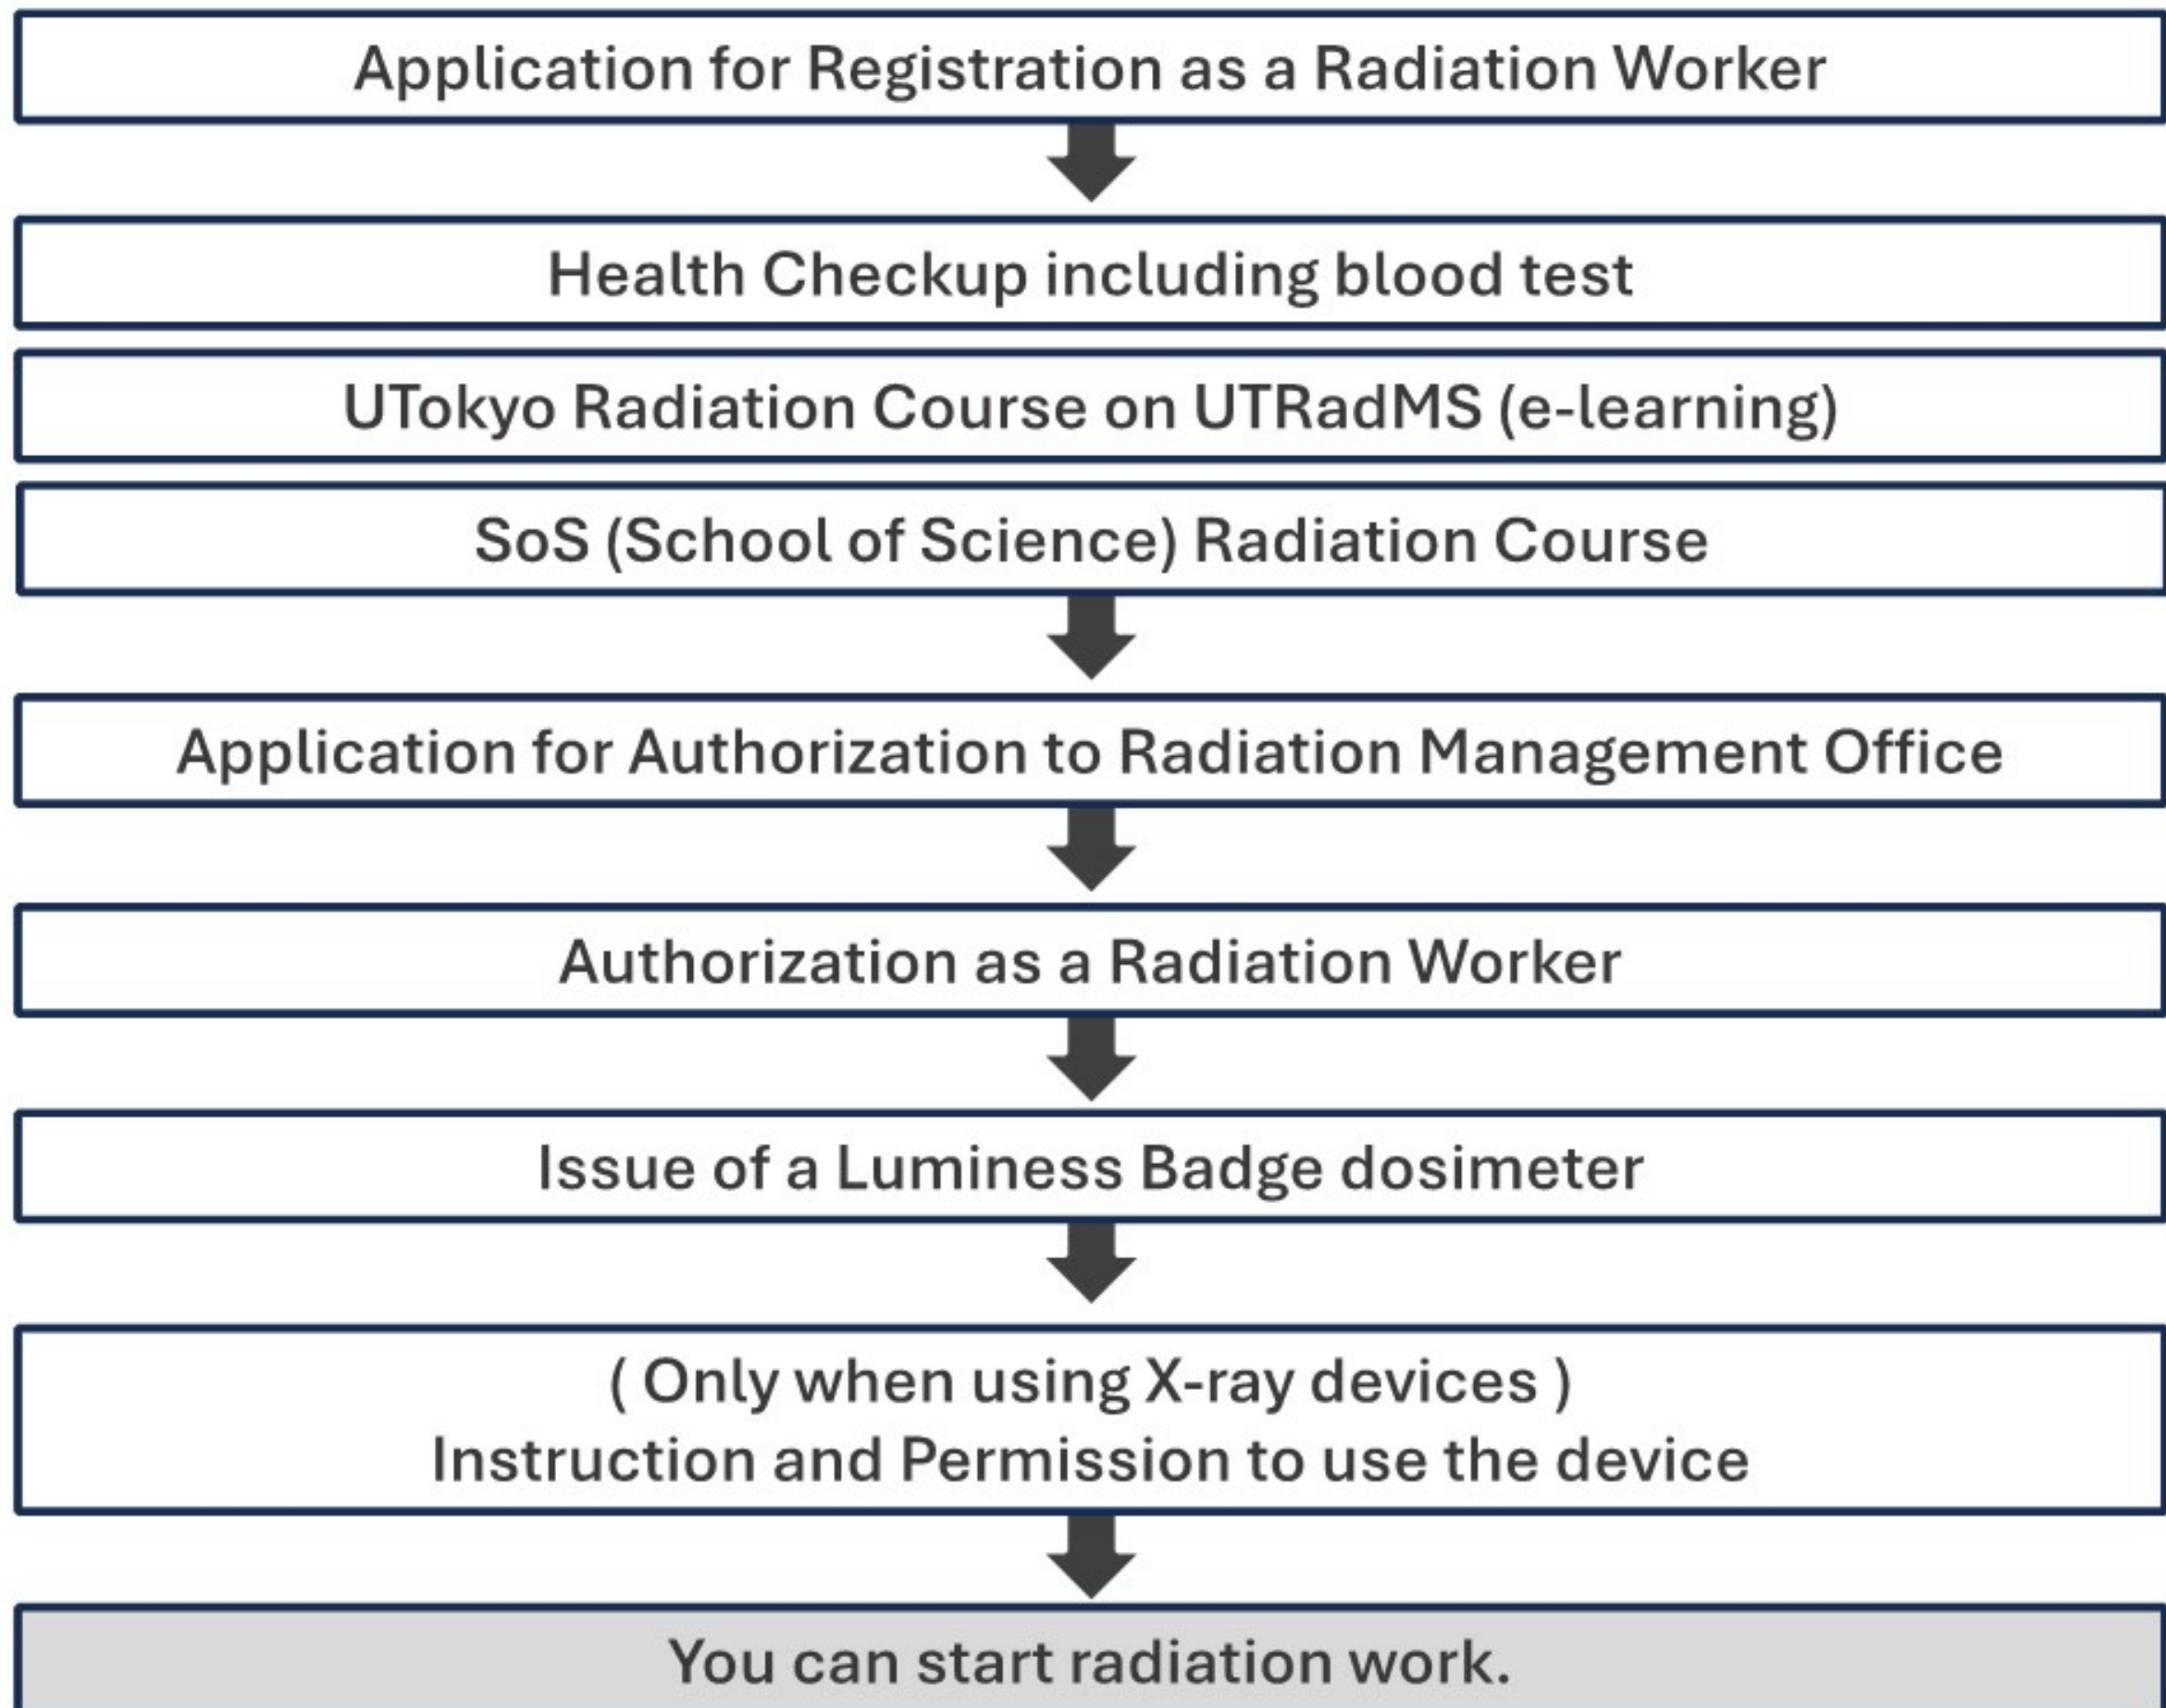 Application for Registration as a Radiation Worker
Health Checkup including blood test
UTokyo Radiation Course on UTRadMS (e-learning)
SoS (School of Science) Radiation Course
Application for Authorization to Radiation Management Office
Authorization as a Radiation Worker
Issue of a Luminess Badge dosimeter
( Only when using X-ray devices )
Instruction and Permission to use the device
You can start radiation work.